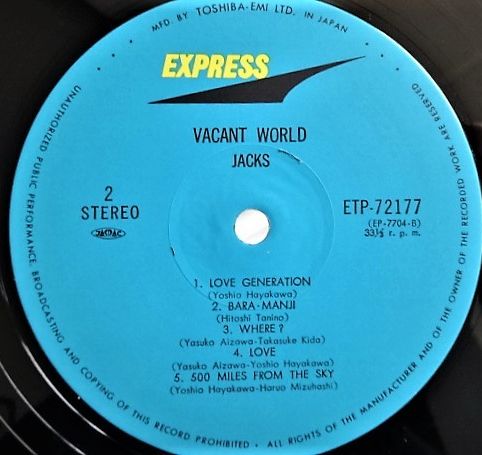 MFD. BY TOSHIBA-EMI LTD. IN JAPAN
EXPRESS
VACANT WORLD
JACKS
2
STEREO
JASRAC
ETP-72177
(EP-7704-B)
33⅓ r. p. m.
1. LOVE GENERATION
(Yoshio Hayakawa)
2. BARA-MANJI
(Hitoshi Tanino)
3. WHERE?
(Yasuko Aizawa-Takasuke Kida)
4. LOVE
(Yasuko Aizawa-Yoshio Hayakawa)
5. 500 MILES FROM THE SKY
(Yoshio Hayakawa-Haruo Mizuhashi)
UNAUTHORIZED PUBLIC PERFORMANCE BROADCASTING AND COPYING OF THIS RECORD PROHIBITED • ALL RIGHTS OF THE MANUFACTURER AND OF THE OWNER OF THE RECORDED WORK ARE RESERVED